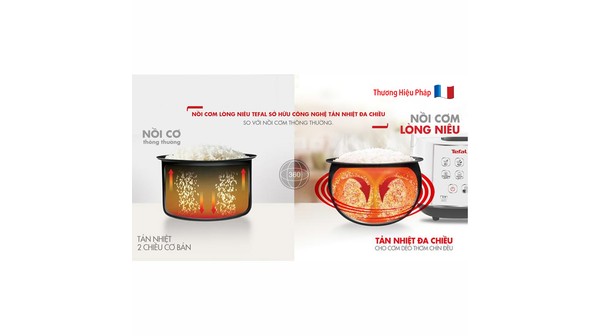 Thương Hiệu Pháp
NỒI CƠM LÒNG NIÊU TEFAL SỞ HỮU CÔNG NGHỆ TẢN NHIỆT ĐA CHIỀU
SO VỚI NỒI CƠM THÔNG THƯỜNG.
NỒI CƠ
thông thường
NỒI CƠM
LÒNG NIÊU
Tefal
360
TẢN NHIỆT
2 CHIỀU CƠ BẢN
TẢN NHIỆT ĐA CHIỀU
CHO CƠM DẺO THƠM CHÍN ĐỀU